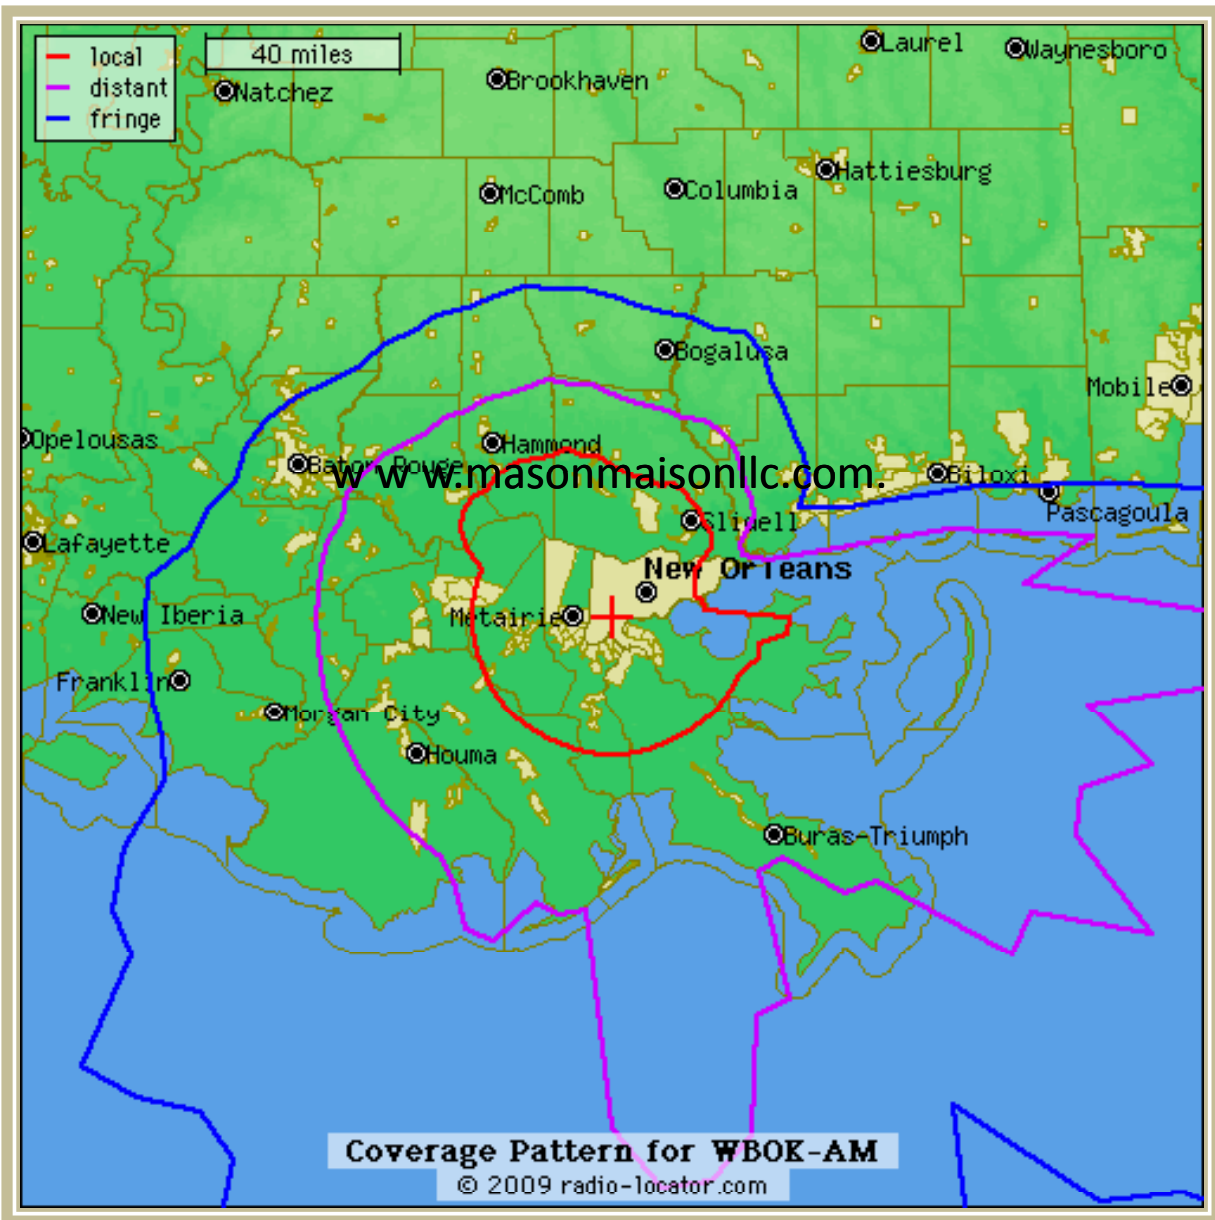 local
distant
fringe
40 miles
Laurel
Waynesboro
Natchez
Brookhaven
Hattiesburg
McComb
Columbia
Bogalusa
Mobile
Opelousas
Hammond
Baton Rouge
w w w.masonmaisonllc.com.
Biloxi
Pascagoula
Slidell
Lafayette
New Orleans
New Iberia
Metairie
Franklin
Morgan City
Houma
Buras-Triumph
Coverage Pattern for WBOK-AM
© 2009 radio-locator.com